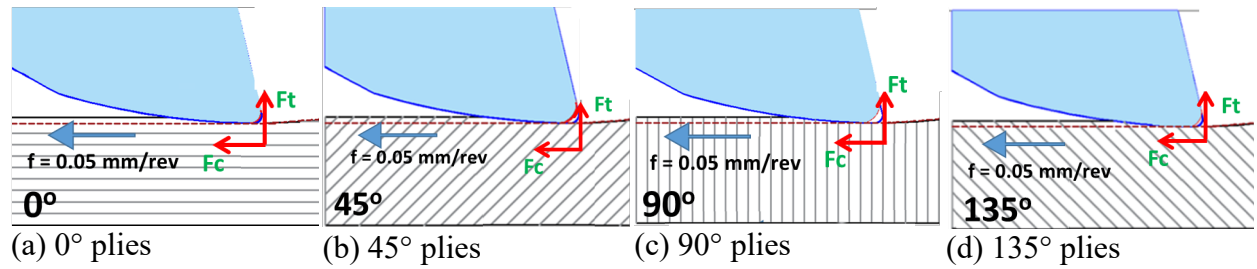 Ft
Fc
f = 0.05 mm/rev
0º
(a) 0° plies
Ft
Fc
f = 0.05 mm/rev
45º
(b) 45° plies
Ft
Fc
f = 0.05 mm/rev
90º
(c) 90° plies
Ft
Fc
f = 0.05 mm/rev
135º
(d) 135° plies